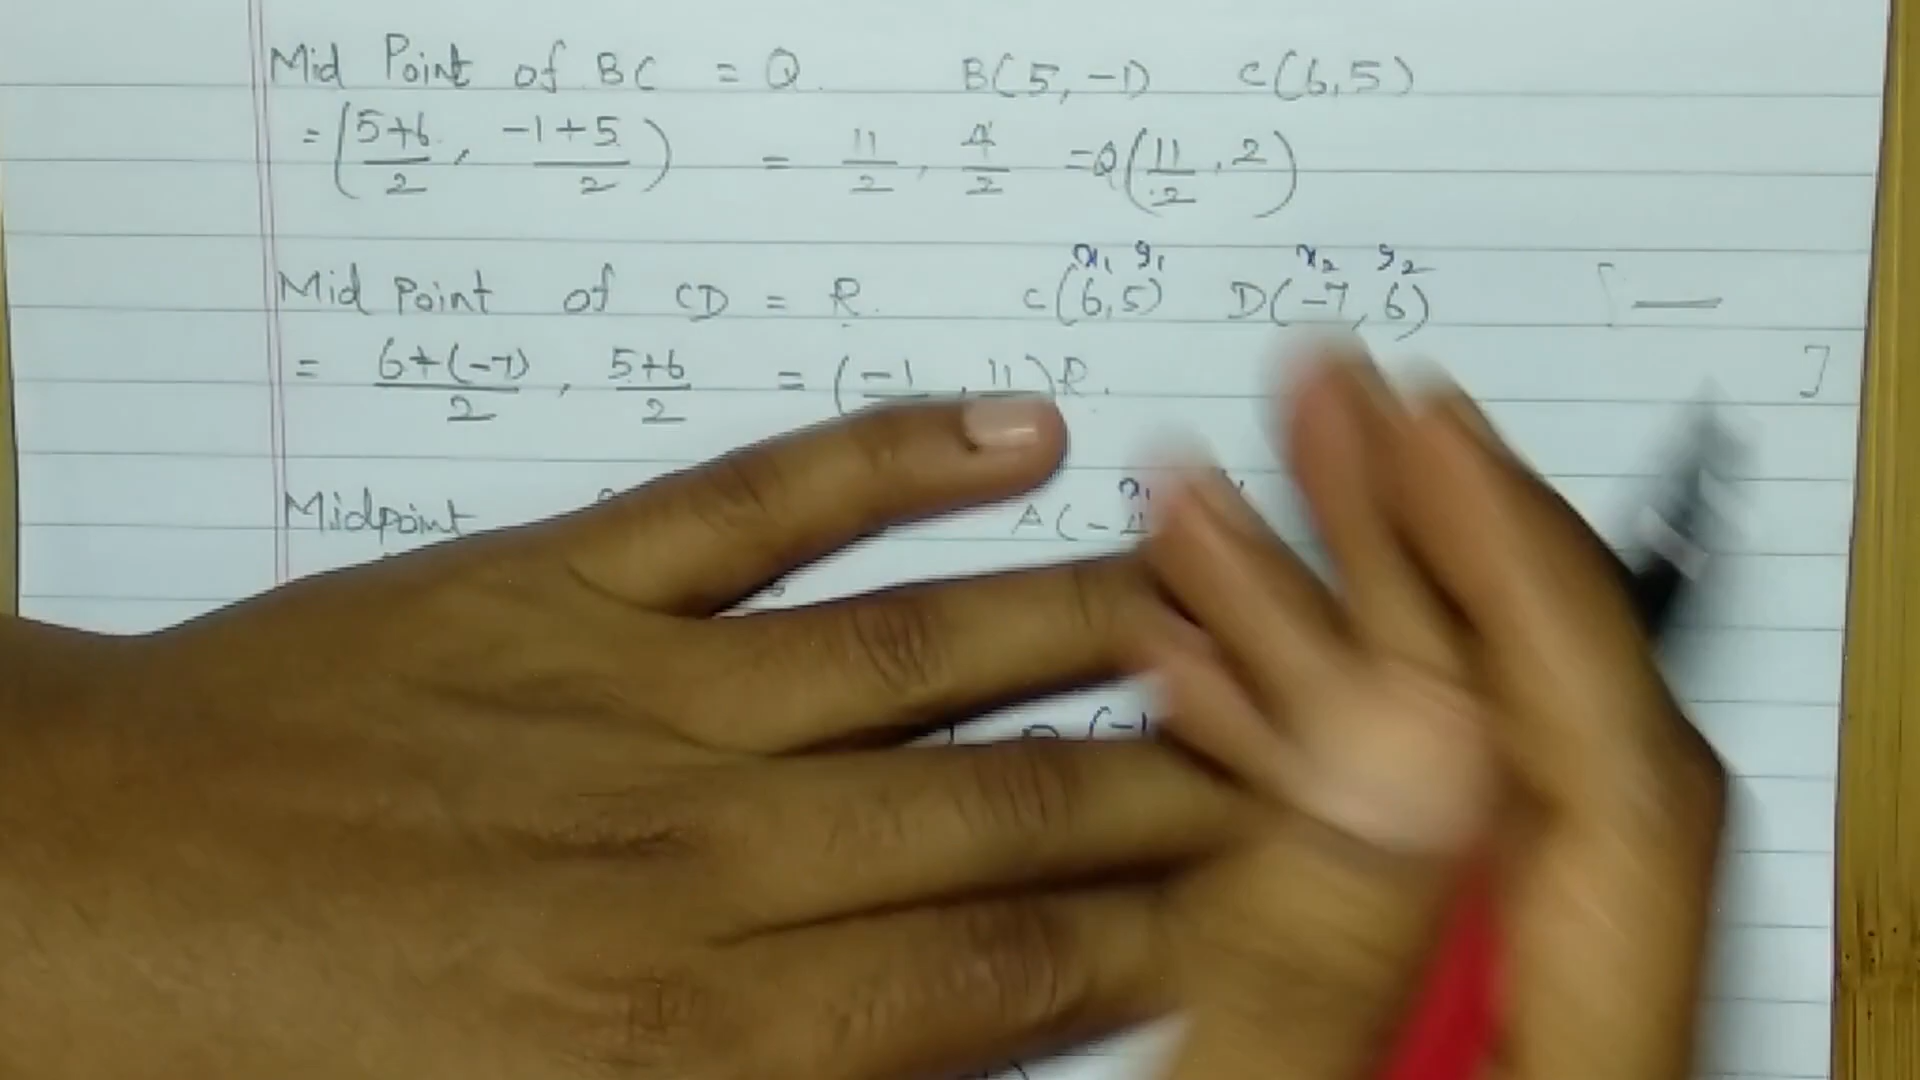 Mid Point of BC = Q B(5,-1) C(6,5)
= (5+6/2, -1+5/2) = 11/2, 4/2 = Q(11/2, 2)
x₁ y₁ x₂ y₂
Mid Point of CD = R. C(6,5) D(-7,6)
= 6+(-7)/2, 5+6/2 = (-1, 11)R.
Midpoint A(-4
(-1